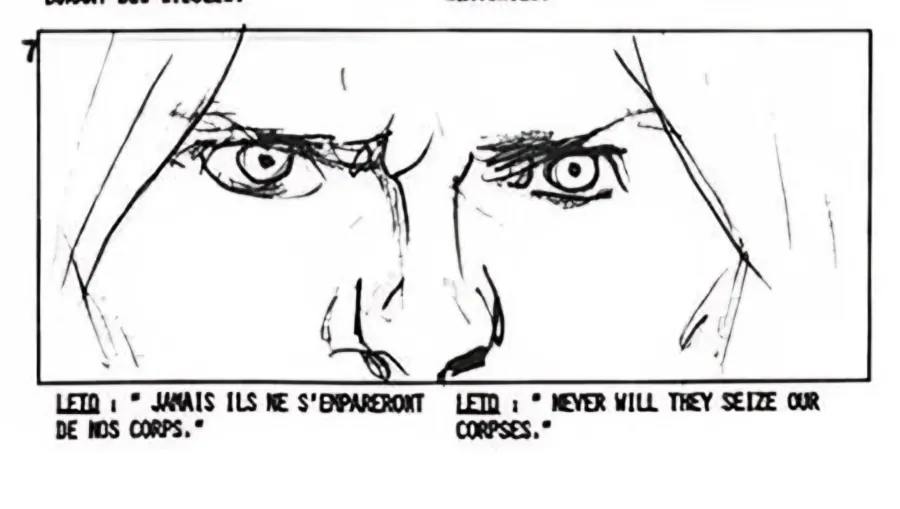 7
LETO : " JAMAIS ILS NE S'EMPARERONT
DE NOS CORPS."
LETO : " NEVER WILL THEY SEIZE OUR
CORPSES."